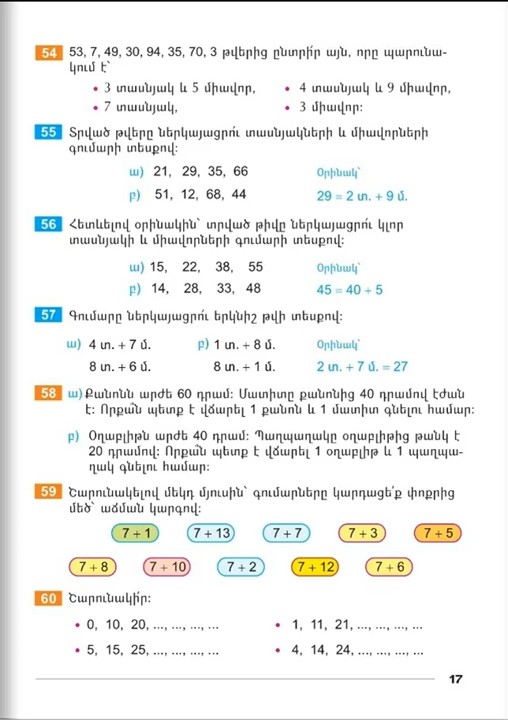 54 53, 7, 49, 30, 94, 35, 70, 3 թվերից ընտրի՛ր այն, որը պարունա-
կում է՝
• 3 տասնյակ և 5 միավոր, • 4 տասնյակ և 9 միավոր,
• 7 տասնյակ, • 3 միավոր:
55 Տրված թվերը ներկայացրո՛ւ տասնյակների և միավորների
գումարի տեսքով:
ա) 21, 29, 35, 66 Օրինակ՝
բ) 51, 12, 68, 44 29 = 2 տ. + 9 մ.
56 Հետևելով օրինակին՝ տրված թիվը ներկայացրո՛ւ կլոր
տասնյակի և միավորների գումարի տեսքով:
ա) 15, 22, 38, 55 Օրինակ՝
բ) 14, 28, 33, 48 45 = 40 + 5
57 Գումարը ներկայացրո՛ւ երկնիշ թվի տեսքով:
ա) 4 տ. + 7 մ. բ) 1 տ. + 8 մ. Օրինակ՝
8 տ. + 6 մ. 8 տ. + 1 մ. 2 տ. + 7 մ. = 27
58 ա) Քանոնն արժե 60 դրամ: Մատիտը քանոնից 40 դրամով էժան
է: Որքա՞ն պետք է վճարել 1 քանոն և 1 մատիտ գնելու համար:
բ) Օղաբլիթն արժե 40 դրամ: Պաղպաղակը օղաբլիթից թանկ է
20 դրամով: Որքա՞ն պետք է վճարել 1 օղաբլիթ և 1 պաղպա-
ղակ գնելու համար:
59 Շարունակելով մեկդ մյուսին՝ գումարները կարդացե՛ք փոքրից
մեծ՝ աճման կարգով:
7 + 1 7 + 13 7 + 7 7 + 3 7 + 5
7 + 8 7 + 10 7 + 2 7 + 12 7 + 6
60 Շարունակի՛ր:
• 0, 10, 20, ..., ..., ..., ... • 1, 11, 21, ..., ..., ..., ...
• 5, 15, 25, ..., ..., ..., ... • 4, 14, 24, ..., ..., ..., ...
17